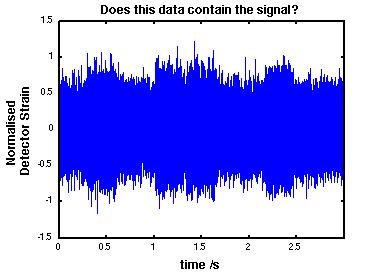 Does this data contain the signal?
1.5
1
0.5
0
-0.5
-1
-1.5
Normalised
Detector Strain
0 0.5 1 1.5 2 2.5
time /s